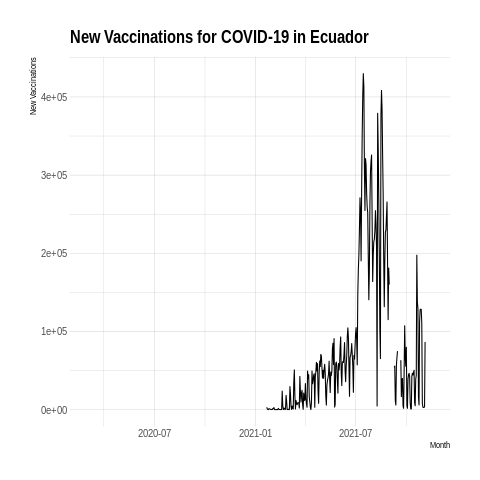 New Vaccinations for COVID-19 in Ecuador
New Vaccinations
4e+05
3e+05
2e+05
1e+05
0e+00
2020-07
2021-01
2021-07
Month